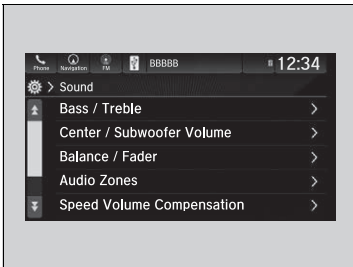 Phone Navigation FM BBBBB 12:34
> Sound
Bass / Treble >
Center / Subwoofer Volume >
Balance / Fader >
Audio Zones >
Speed Volume Compensation >